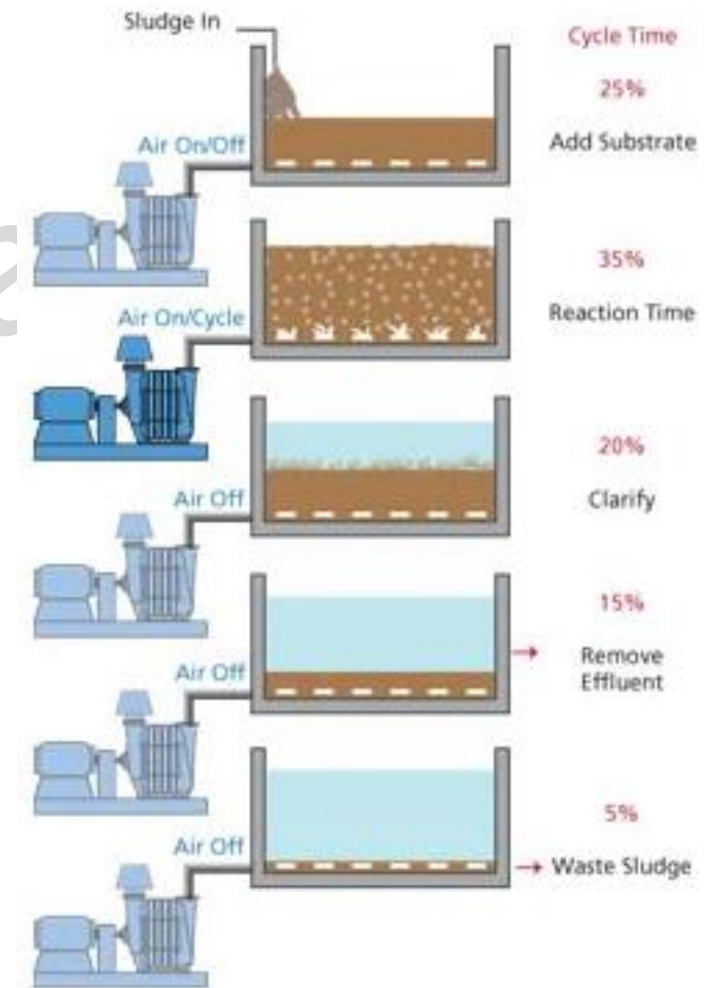 Sludge In
Cycle Time
25%
Add Substrate
Air On/Off
35%
Reaction Time
Air On/Cycle
20%
Clarify
Air Off
15%
Remove
Effluent
Air Off
5%
Waste Sludge
Air Off